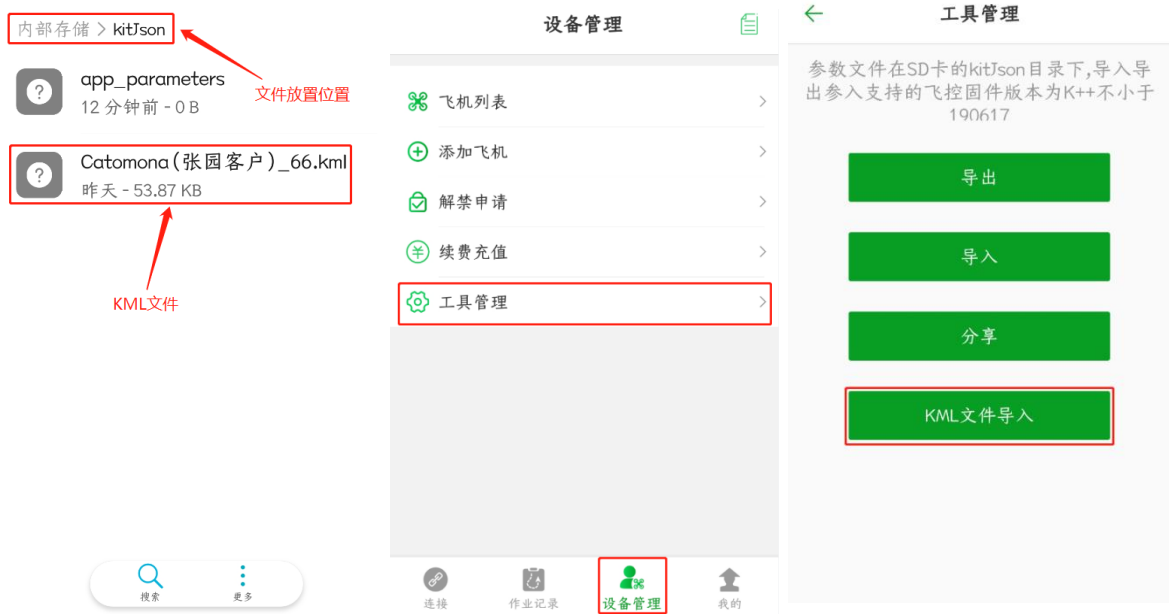 内部存储 > kitJson
app_parameters
12 分钟前 - 0 B
文件放置位置
Catomona(张园客户)_66.kml
昨天 - 53.87 KB
KML文件
搜索
更多
设备管理
飞机列表
添加飞机
解禁申请
续费充值
工具管理
连接
作业记录
设备管理
我的
工具管理
参数文件在SD卡的kitJson目录下,导入导
出参入支持的飞控固件版本为K++不小于
190617
导出
导入
分享
KML文件导入